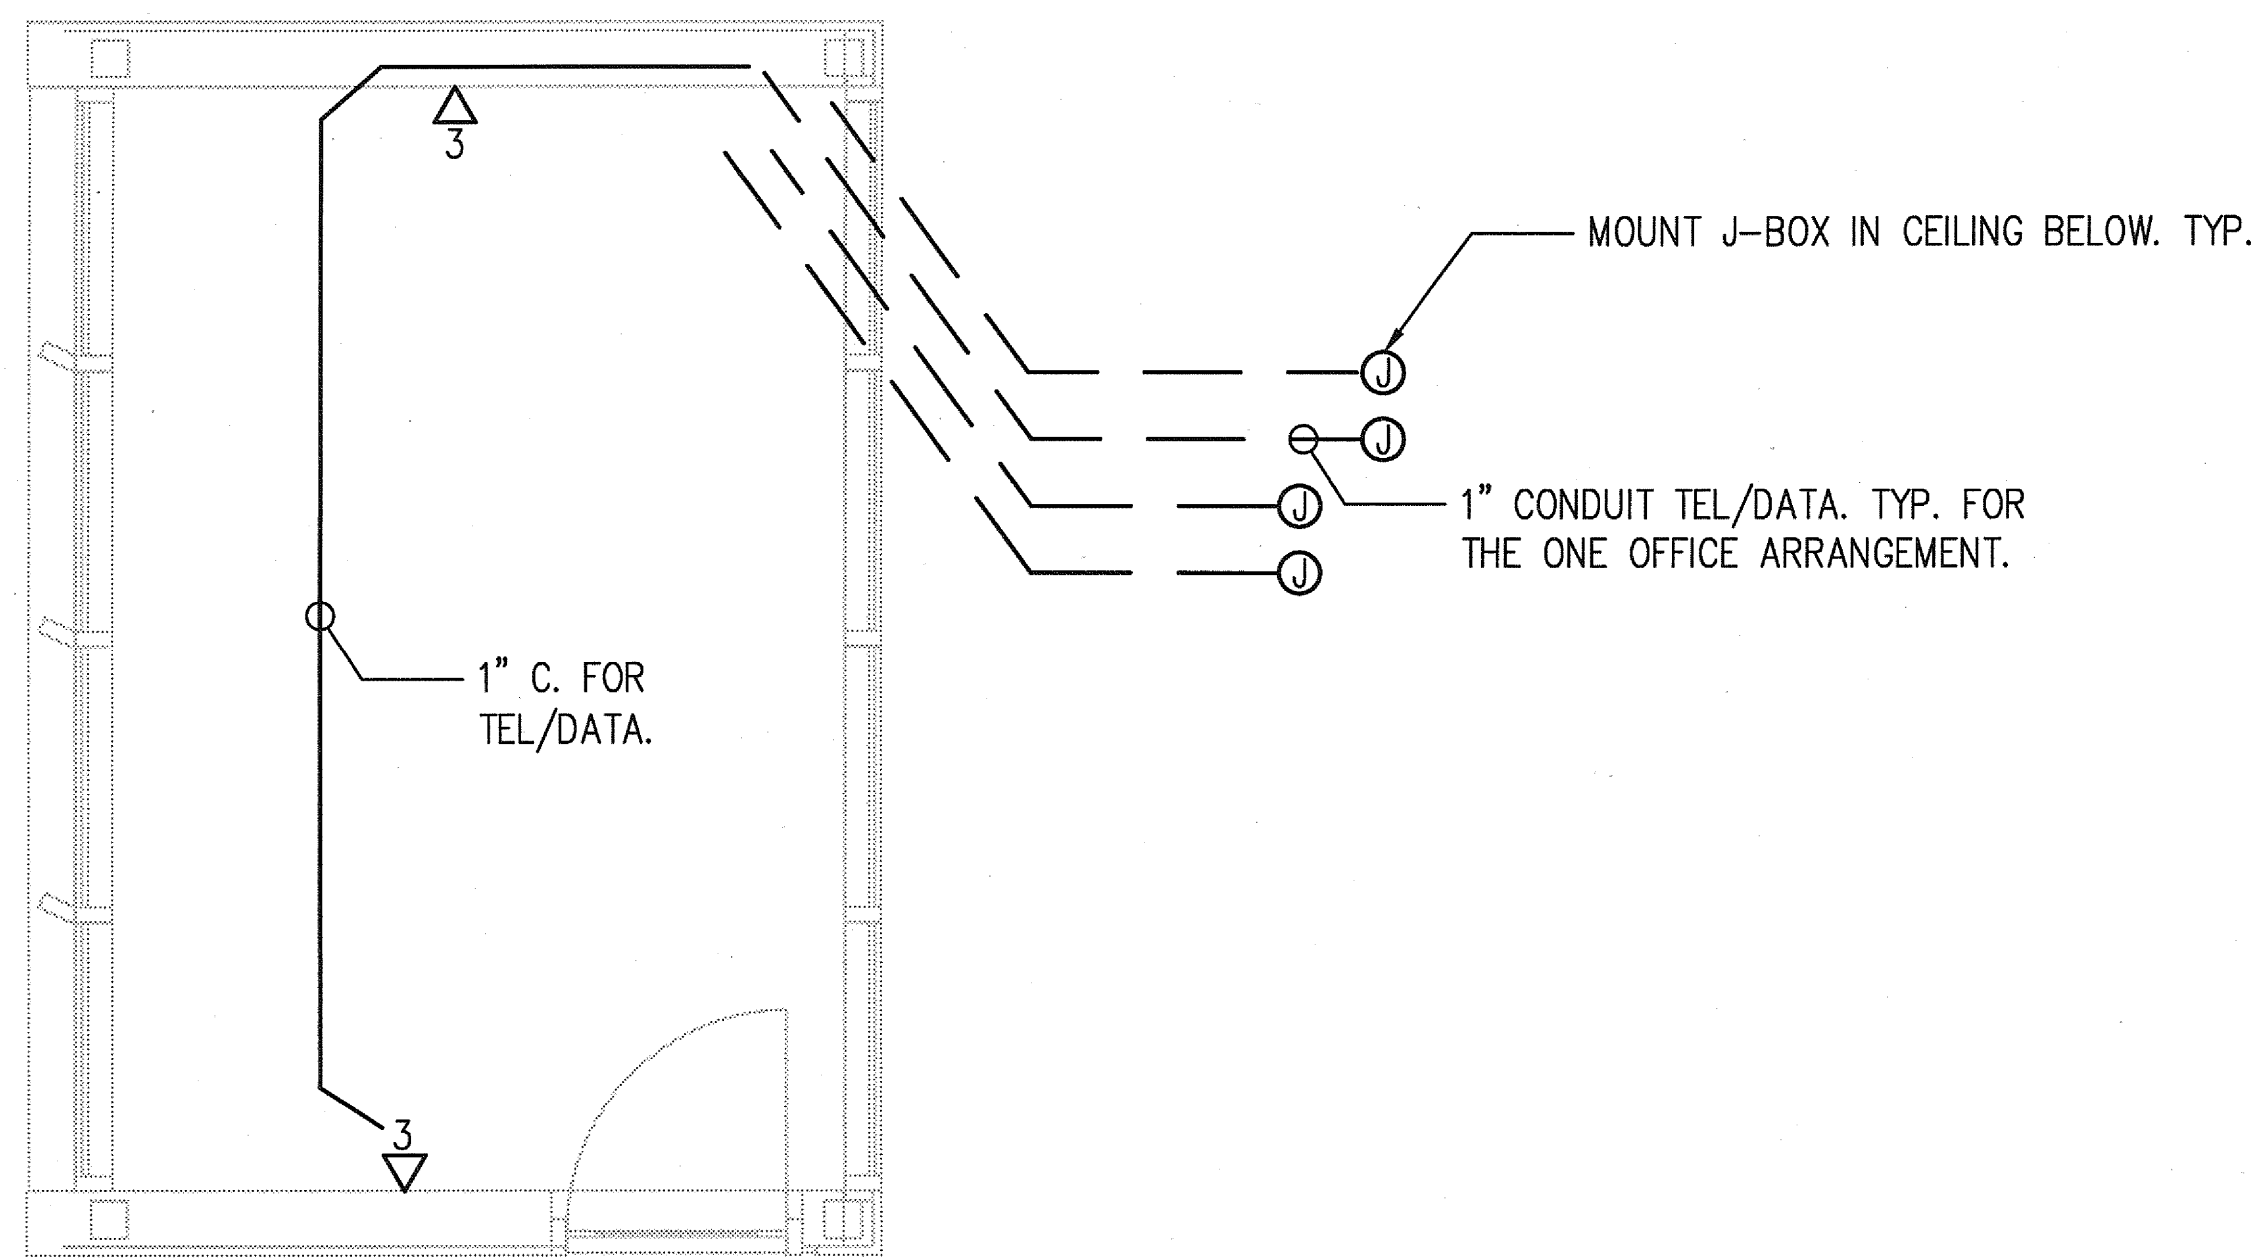 3
MOUNT J-BOX IN CEILING BELOW. TYP.
J
J
1" CONDUIT TEL/DATA. TYP. FOR
THE ONE OFFICE ARRANGEMENT.
J
J
1" C. FOR
TEL/DATA.
3